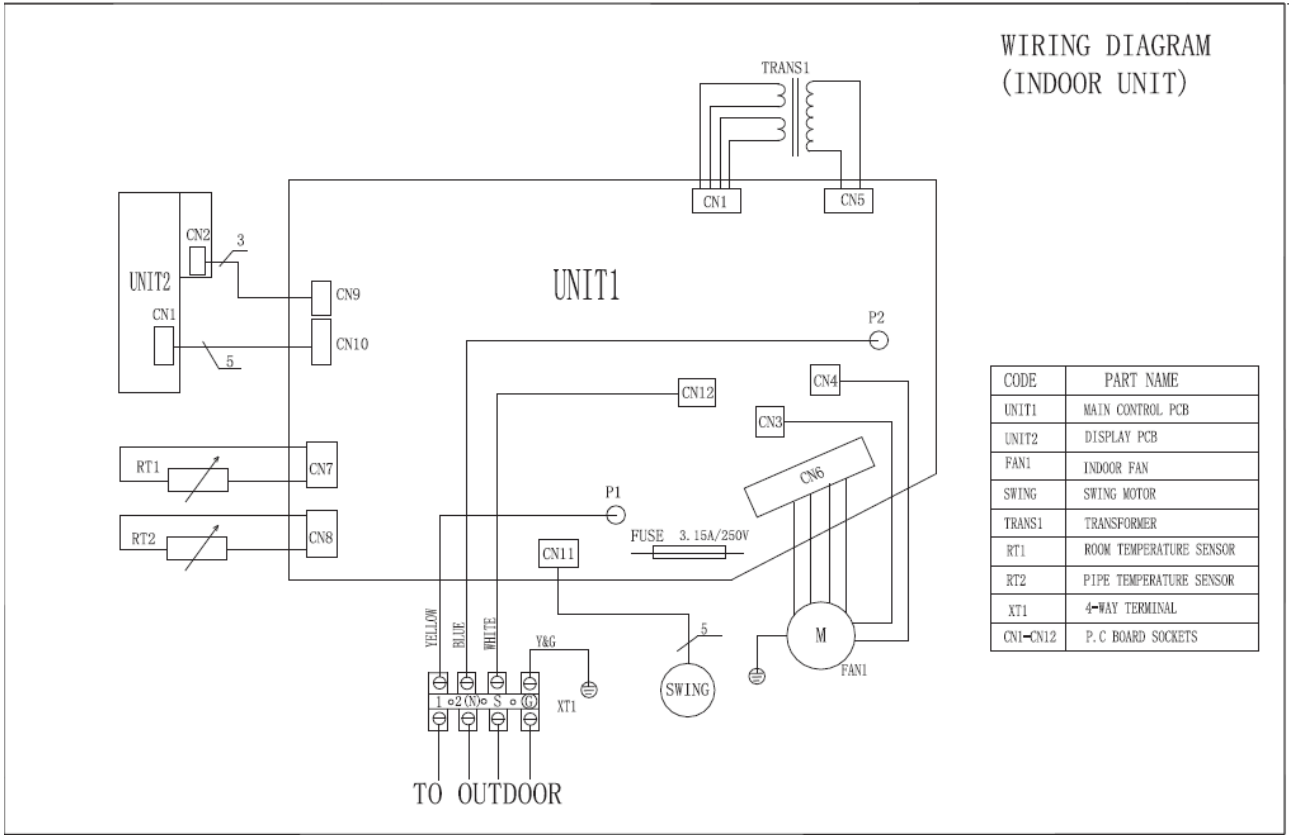 WIRING DIAGRAM
(INDOOR UNIT)
TRANS1
CN1
CN5
CN2
3
UNIT2
UNIT1
CN9
CN1
CN10
5
P2
CN4
CN12
CN3
CN7
RT1
CN6
P1
CN8
RT2
FUSE 3.15A/250V
CN11
YELLOW
BLUE
WHITE
Y&G
5
M
FAN1
SWING
1 2(N) S (G)
XT1
TO OUTDOOR
CODE PART NAME
UNIT1 MAIN CONTROL PCB
UNIT2 DISPLAY PCB
FAN1 INDOOR FAN
SWING SWING MOTOR
TRANS1 TRANSFORMER
RT1 ROOM TEMPERATURE SENSOR
RT2 PIPE TEMPERATURE SENSOR
XT1 4-WAY TERMINAL
CN1-CN12 P.C BOARD SOCKETS